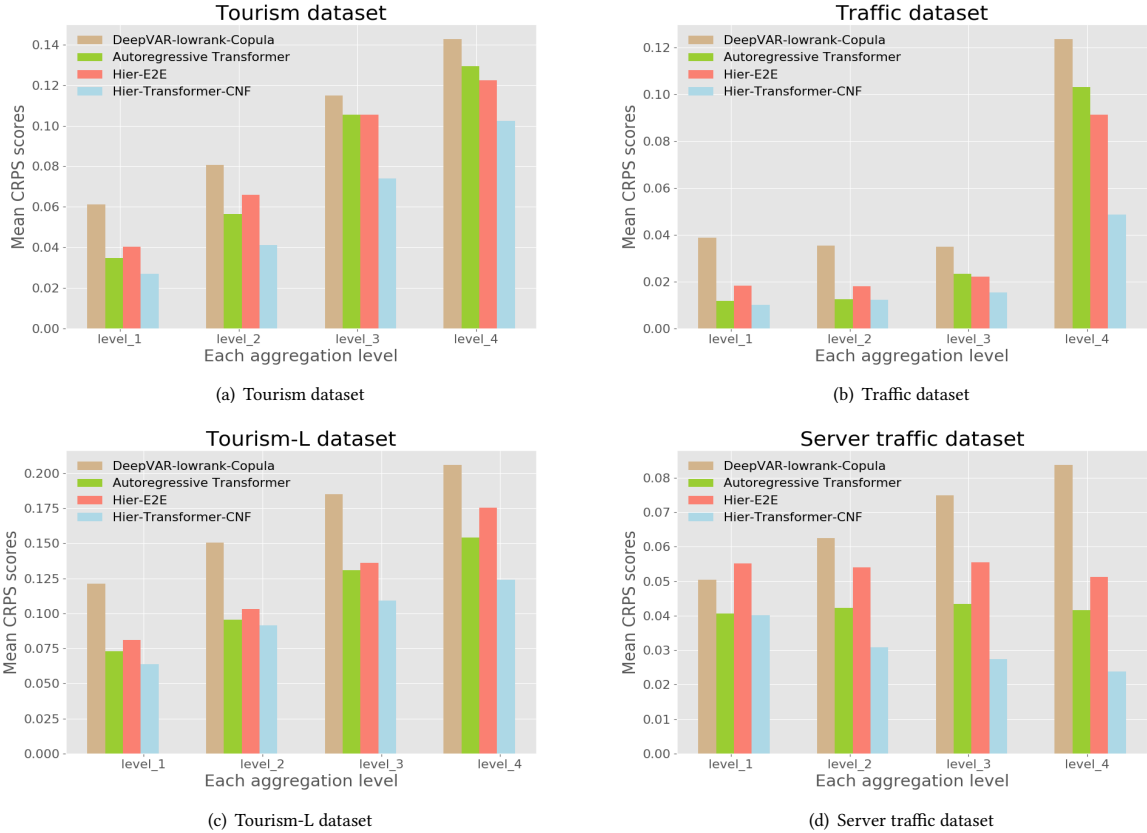 Tourism dataset
Mean CRPS scores
0.14
0.12
0.10
0.08
0.06
0.04
0.02
0.00
DeepVAR-lowrank-Copula
Autoregressive Transformer
Hier-E2E
Hier-Transformer-CNF
level_1 level_2 level_3 level_4
Each aggregation level
(a) Tourism dataset
Traffic dataset
Mean CRPS scores
0.12
0.10
0.08
0.06
0.04
0.02
0.00
DeepVAR-lowrank-Copula
Autoregressive Transformer
Hier-E2E
Hier-Transformer-CNF
level_1 level_2 level_3 level_4
Each aggregation level
(b) Traffic dataset
Tourism-L dataset
Mean CRPS scores
0.200
0.175
0.150
0.125
0.100
0.075
0.050
0.025
0.000
DeepVAR-lowrank-Copula
Autoregressive Transformer
Hier-E2E
Hier-Transformer-CNF
level_1 level_2 level_3 level_4
Each aggregation level
(c) Tourism-L dataset
Server traffic dataset
Mean CRPS scores
0.08
0.07
0.06
0.05
0.04
0.03
0.02
0.01
0.00
DeepVAR-lowrank-Copula
Autoregressive Transformer
Hier-E2E
Hier-Transformer-CNF
level_1 level_2 level_3 level_4
Each aggregation level
(d) Server traffic dataset